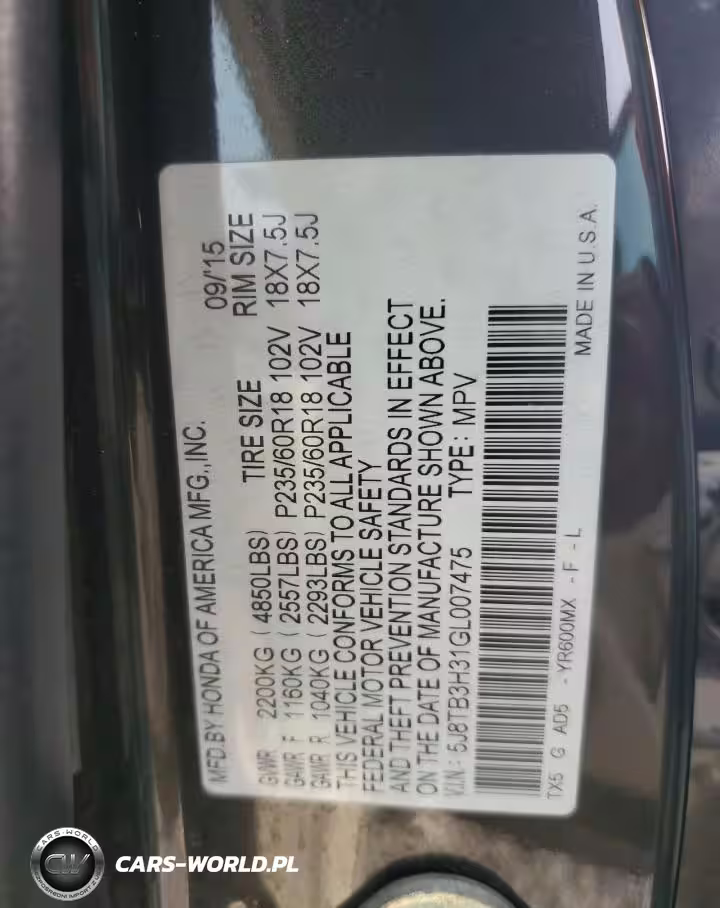 MFD.BY HONDA OF AMERICA MFG.,INC. 09/'15
TIRE SIZE RIM SIZE
GVWR 2200KG ( 4850LBS)
GAWR F 1160KG ( 2557LBS) P235/60R18 102V 18X7.5J
GAWR R 1040KG ( 2293LBS) P235/60R18 102V 18X7.5J
THIS VEHICLE CONFORMS TO ALL APPLICABLE
FEDERAL MOTOR VEHICLE SAFETY
AND THEFT PREVENTION STANDARDS IN EFFECT
ON THE DATE OF MANUFACTURE SHOWN ABOVE.
V.I.N: 5J8TB3H31GL007475 TYPE: MPV
TX5 G AD5 -YR600MX -F-L MADE IN U.S.A.
CARS-WORLD
CW
CARS-WORLD.PL